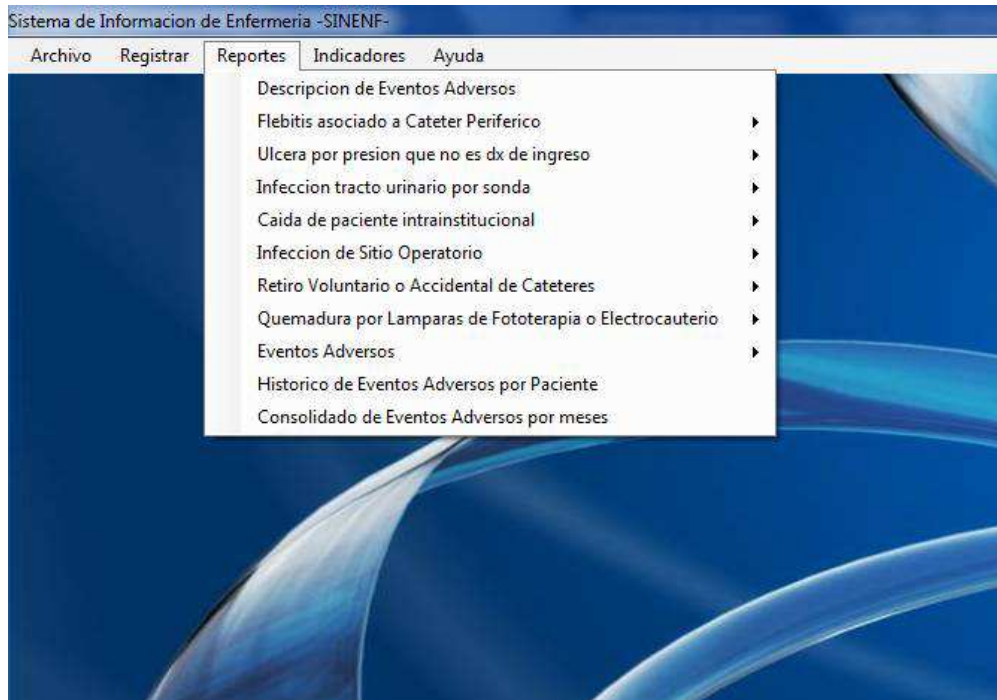 Sistema de Informacion de Enfermeria -SINENF-
Archivo Registrar Reportes Indicadores Ayuda
Descripcion de Eventos Adversos
Flebitis asociado a Cateter Periferico
Ulcera por presion que no es dx de ingreso
Infeccion tracto urinario por sonda
Caida de paciente intrainstitucional
Infeccion de Sitio Operatorio
Retiro Voluntario o Accidental de Cateteres
Quemadura por Lamparas de Fototerapia o Electrocauterio
Eventos Adversos
Historico de Eventos Adversos por Paciente
Consolidado de Eventos Adversos por meses